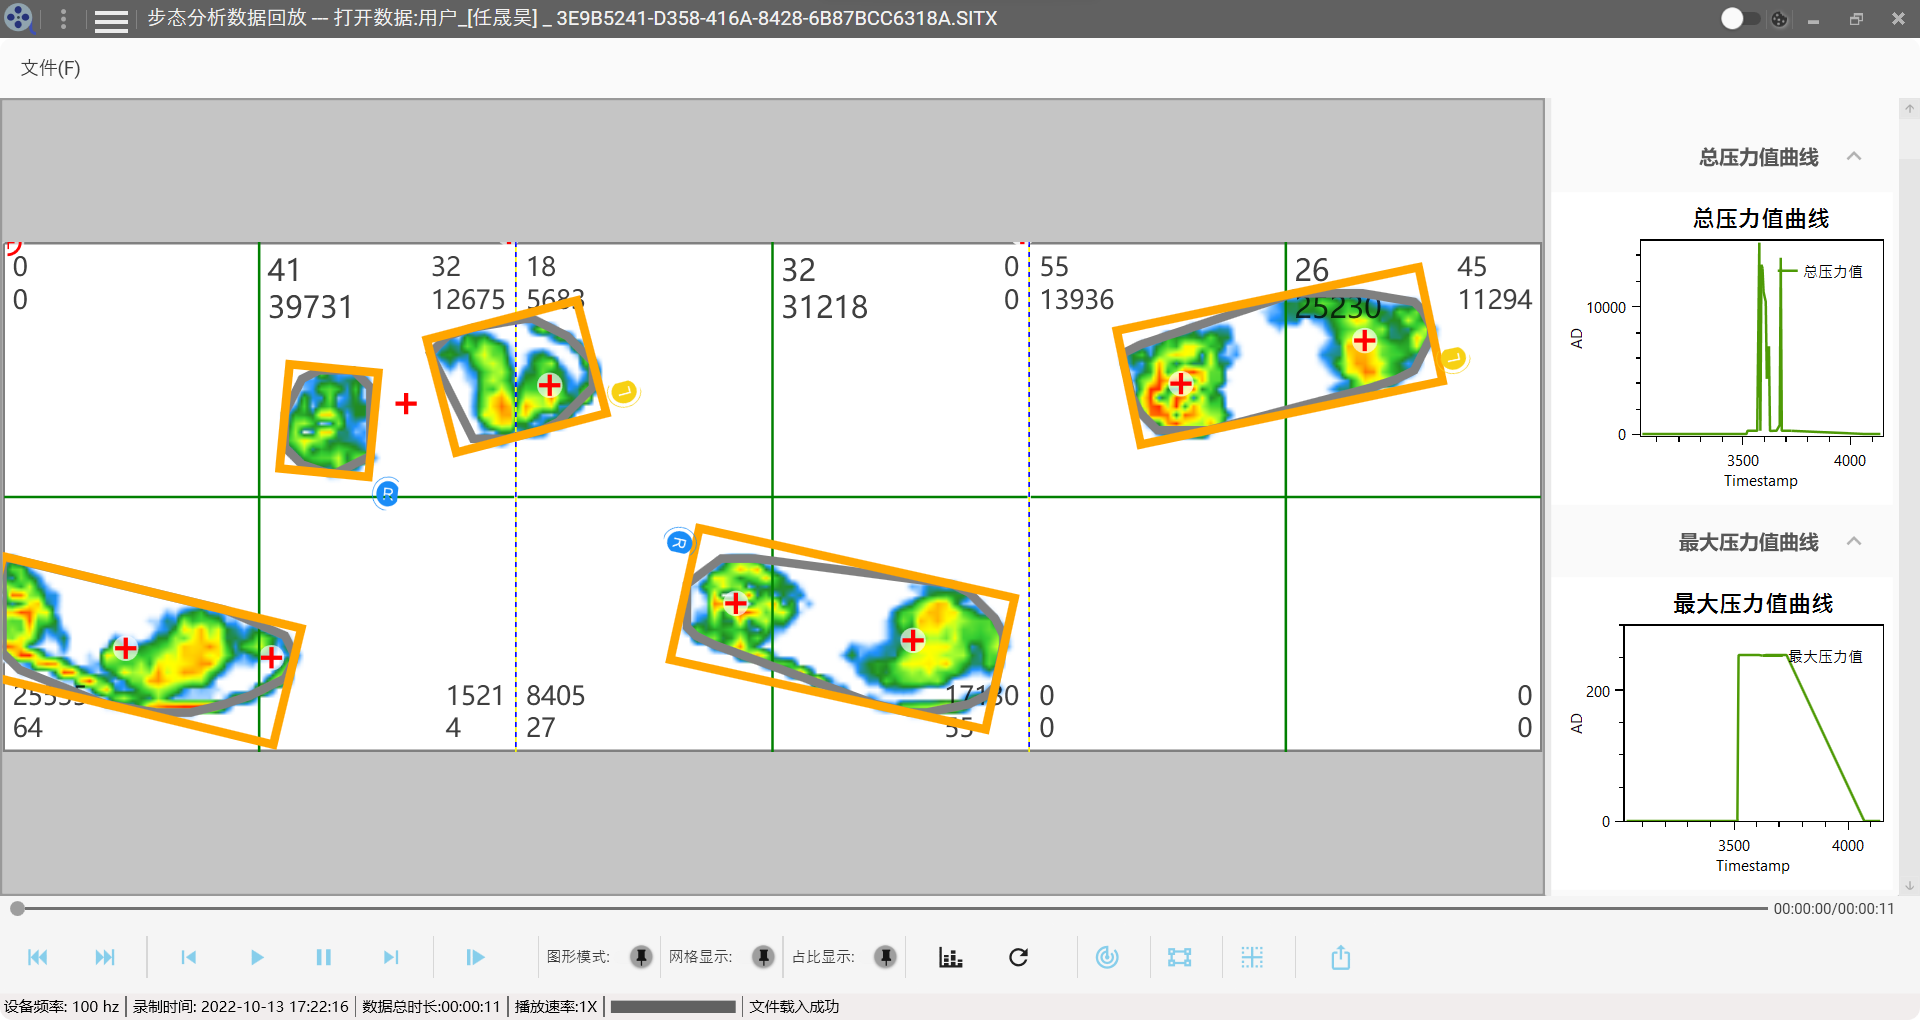 步态分析数据回放 --- 打开数据:用户_[任晟昊] _ 3E9B5241-D358-416A-8428-6B87BCC6318A.SITX
文件(F)
0
0
41
39731
32
12675
18
5683
32
31218
0
0
55
13936
26
25230
45
11294
R
L
L
R
64
1521
4
8405
27
55
0
0
0
0
总压力值曲线
总压力值曲线
总压力值
10000
0
AD
3500 4000
Timestamp
最大压力值曲线
最大压力值曲线
最大压力值
200
0
AD
3500 4000
Timestamp
00:00:00/00:00:11
图形模式: 网格显示: 占比显示:
设备频率: 100 hz 录制时间: 2022-10-13 17:22:16 数据总时长:00:00:11 播放速率:1X 文件载入成功